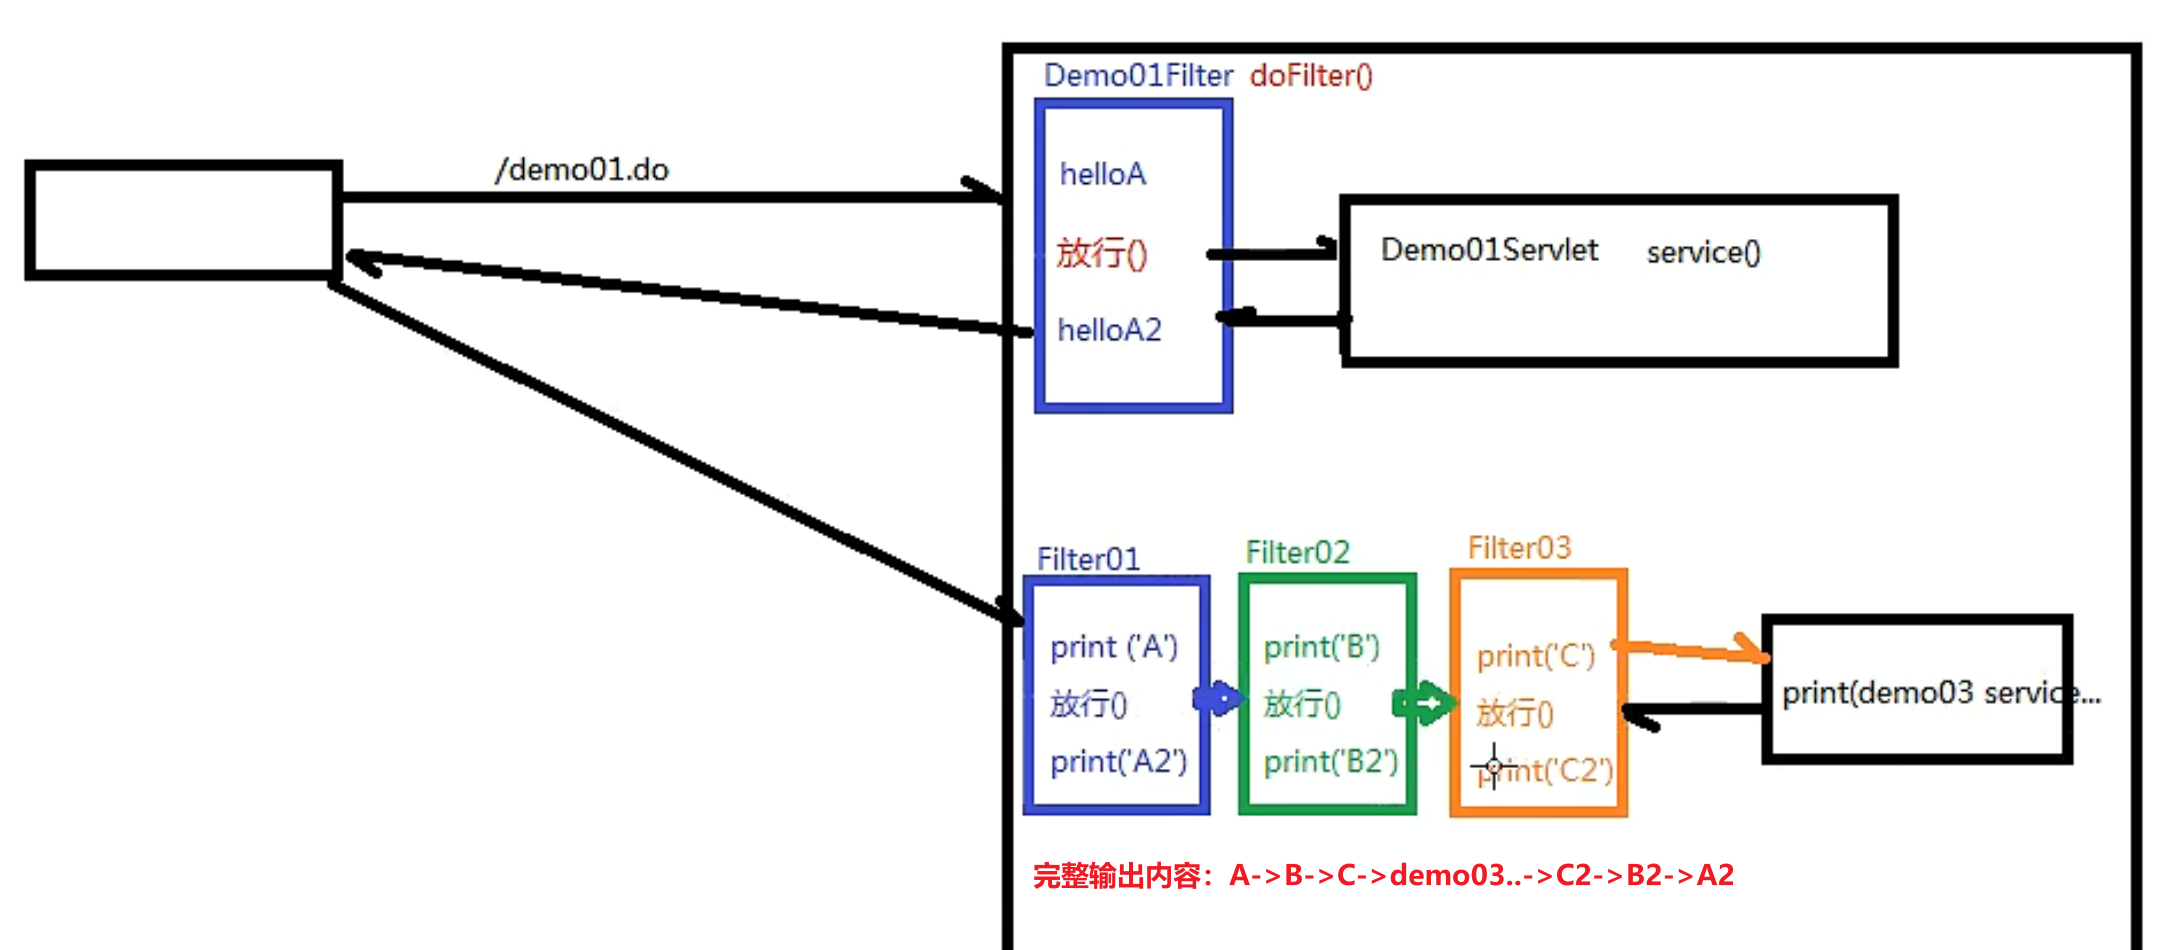 Demo01Filter doFilter()
/demo01.do
helloA
放行()
helloA2
Demo01Servlet service()
Filter01
print ('A')
放行()
print('A2')
Filter02
print('B')
放行()
print('B2')
Filter03
print('C')
放行()
print('C2')
print(demo03 service...
完整输出内容：A->B->C->demo03..->C2->B2->A2